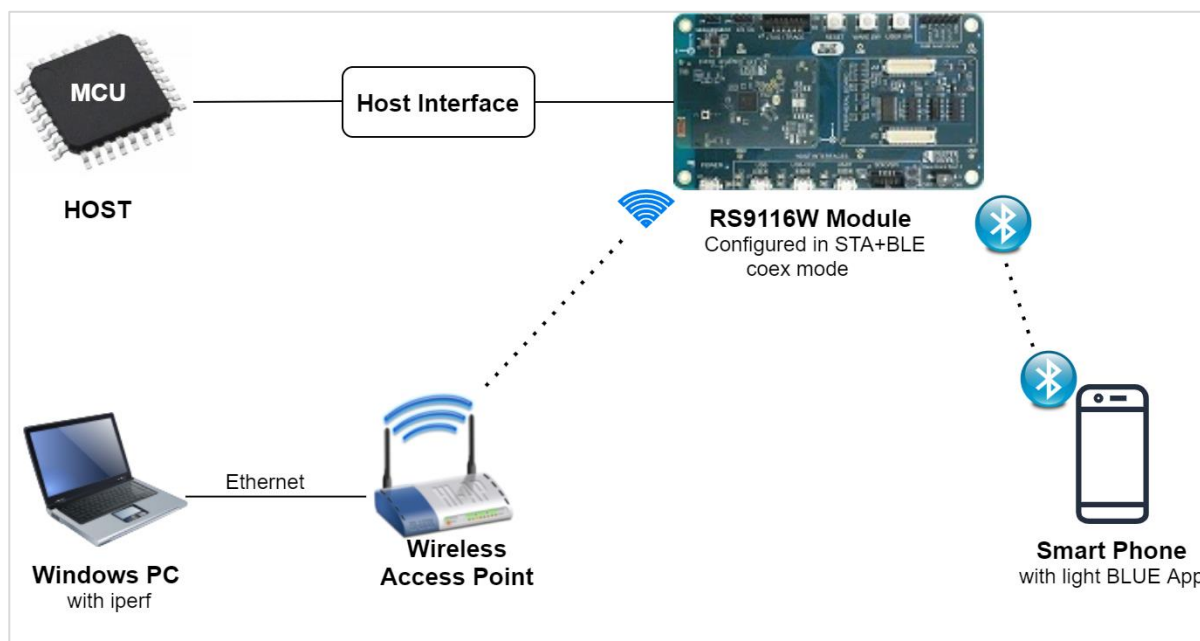 MCU
Host Interface
HOST
RS9116W Module
Configured in STA+BLE
coex mode
Ethernet
Windows PC
with iperf
Wireless
Access Point
Smart Phone
with light BLUE App